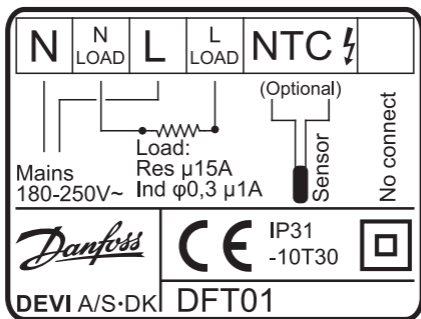 N
N
LOAD
L
L
LOAD
NTC
(Optional)
Load:
Res µ15A
Ind φ0,3 µ1A
Mains
180-250V~
Sensor
No connect
Danfoss
CE
IP31
-10T30
DEVI A/S·DK
DFT01